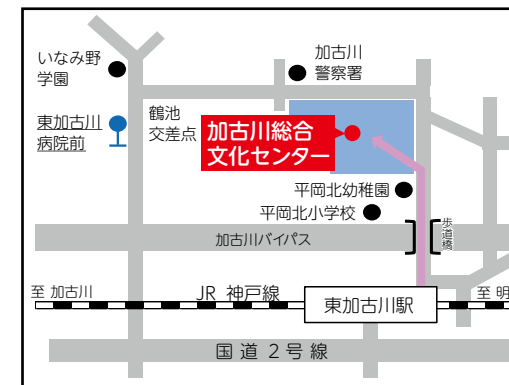 いなみ野
学園
加古川
警察署
東加古川
病院前
鶴池
交差点
加古川総合
文化センター
平岡北幼稚園
平岡北小学校
歩道橋
加古川バイパス
至 加古川
JR 神戸線
東加古川駅
至 明
国道2号線